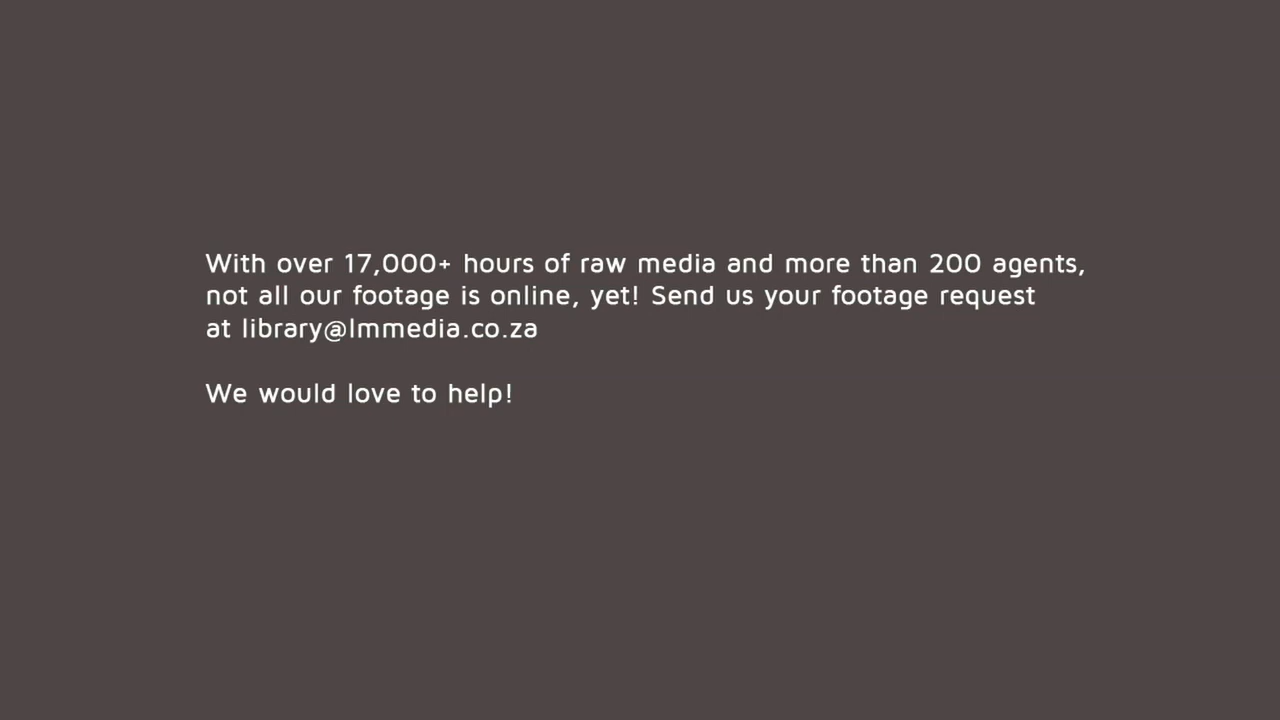 With over 17,000+ hours of raw media and more than 200 agents,
not all our footage is online, yet! Send us your footage request
at library@lmmedia.co.za
We would love to help!